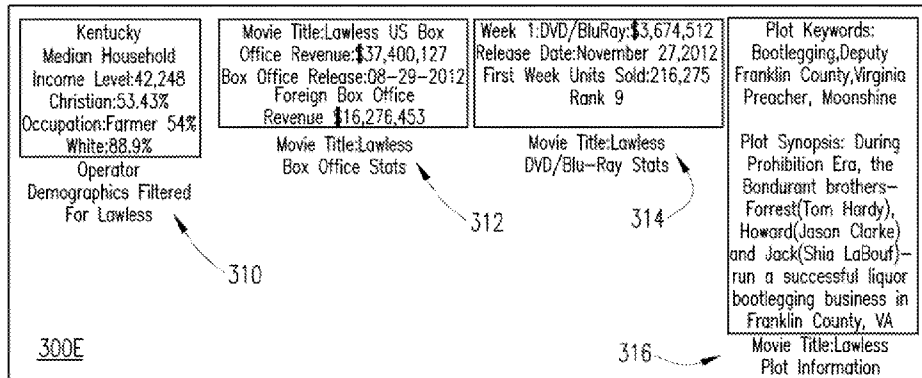 Kentucky
Median Household
Income Level:42,248
Christian:53.43%
Occupation:Farmer 54%
White:88.9%
Operator
Demographics Filtered
For Lawless
310
Movie Title:Lawless US Box
Office Revenue:$37,400,127
Box Office Release:08-29-2012
Foreign Box Office
Revenue $16,276,453
Movie Title:Lawless
Box Office Stats
312
Week 1:DVD/BluRay:$3,674,512
Release Date:November 27,2012
First Week Units Sold:216,275
Rank 9
Movie Title:Lawless
DVD/Blu-Ray Stats
314
Plot Keywords:
Bootlegging,Deputy
Franklin County,Virginia
Preacher, Moonshine
Plot Synopsis: During
Prohibition Era, the
Bondurant brothers-
Forrest(Tom Hardy),
Howard(Jason Clarke)
and Jack(Shia LaBouf)-
run a successful liquor
bootlegging business in
Franklin County, VA
316
Movie Title:Lawless
Plot Information
300E